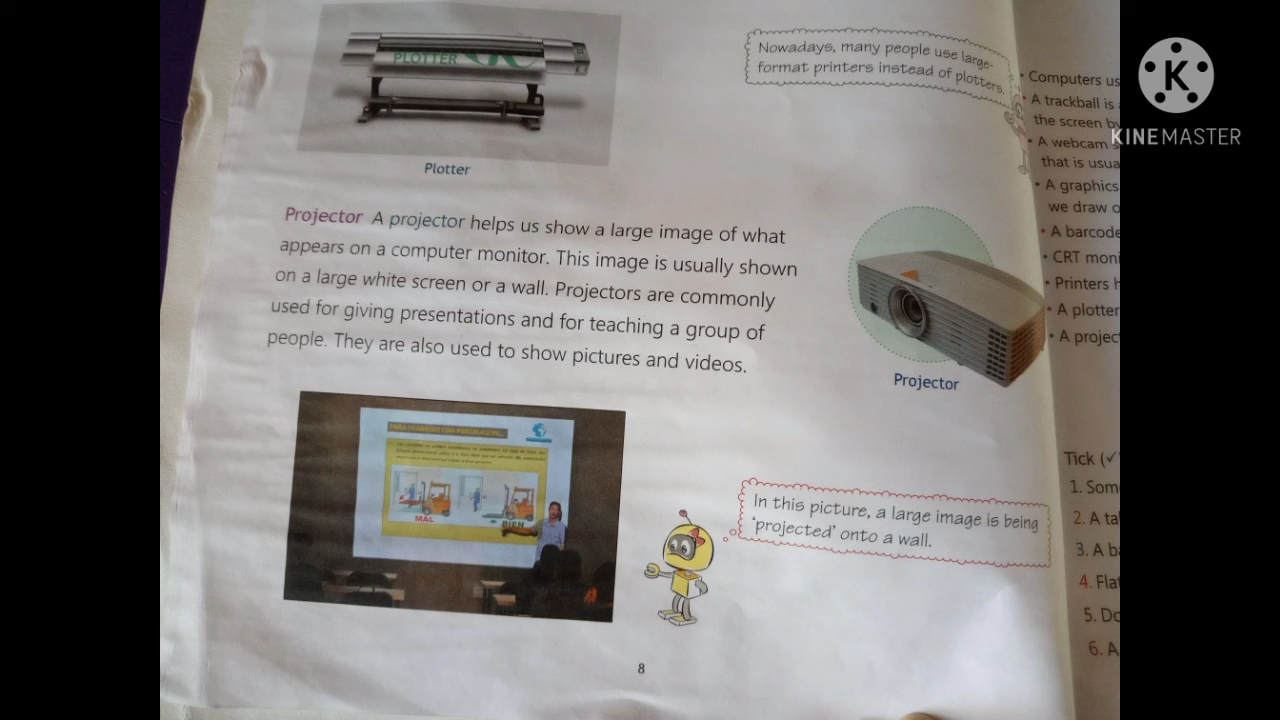 PLOTTER
Nowadays, many people use large-
format printers instead of plotters.
Plotter
Projector A projector helps us show a large image of what
appears on a computer monitor. This image is usually shown
on a large white screen or a wall. Projectors are commonly
used for giving presentations and for teaching a group of
people. They are also used to show pictures and videos.
Projector
MAL
BIEN
In this picture, a large image is being
'projected' onto a wall.
8
• Computers us
• A trackball is
the screen by
• A webcam
that is usua
• A graphics
we draw o
• A barcode
• CRT moni
• Printers h
• A plotter
• A projec
Tick (✓
1. Som
2. A ta
3. A b
4. Fla
5. Do
6. A
K
KINEMASTER